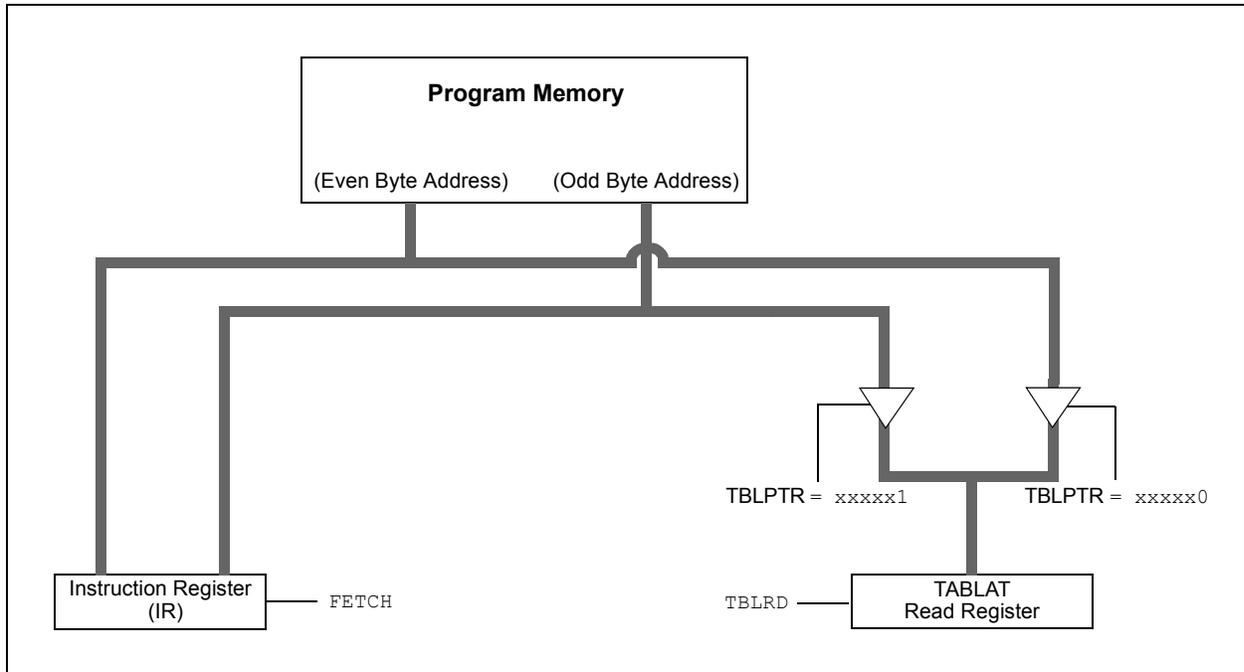 Program Memory
(Even Byte Address)
(Odd Byte Address)
TBLPTR = xxxxx1
TBLPTR = xxxxx0
Instruction Register
(IR)
FETCH
TBLRD
TABLAT
Read Register